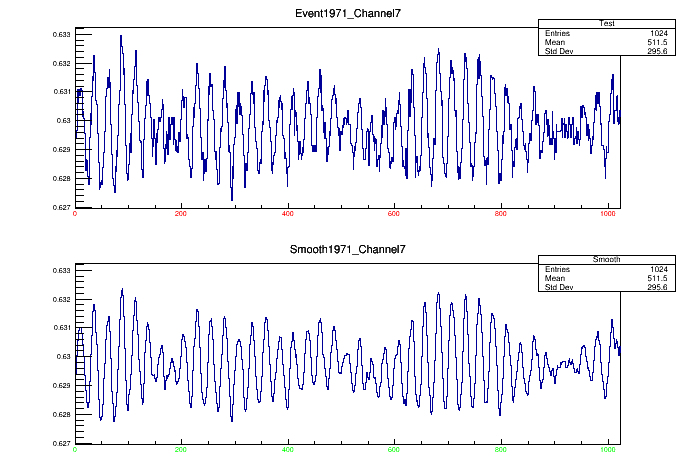 Event1971_Channel7
Test
Entries 1024
Mean 511.5
Std Dev 295.6
0.633
0.632
0.631
0.63
0.629
0.628
0.627
0 200 400 600 800 1000
Smooth1971_Channel7
Smooth
Entries 1024
Mean 511.5
Std Dev 295.6
0.633
0.632
0.631
0.63
0.629
0.628
0.627
0 200 400 600 800 1000